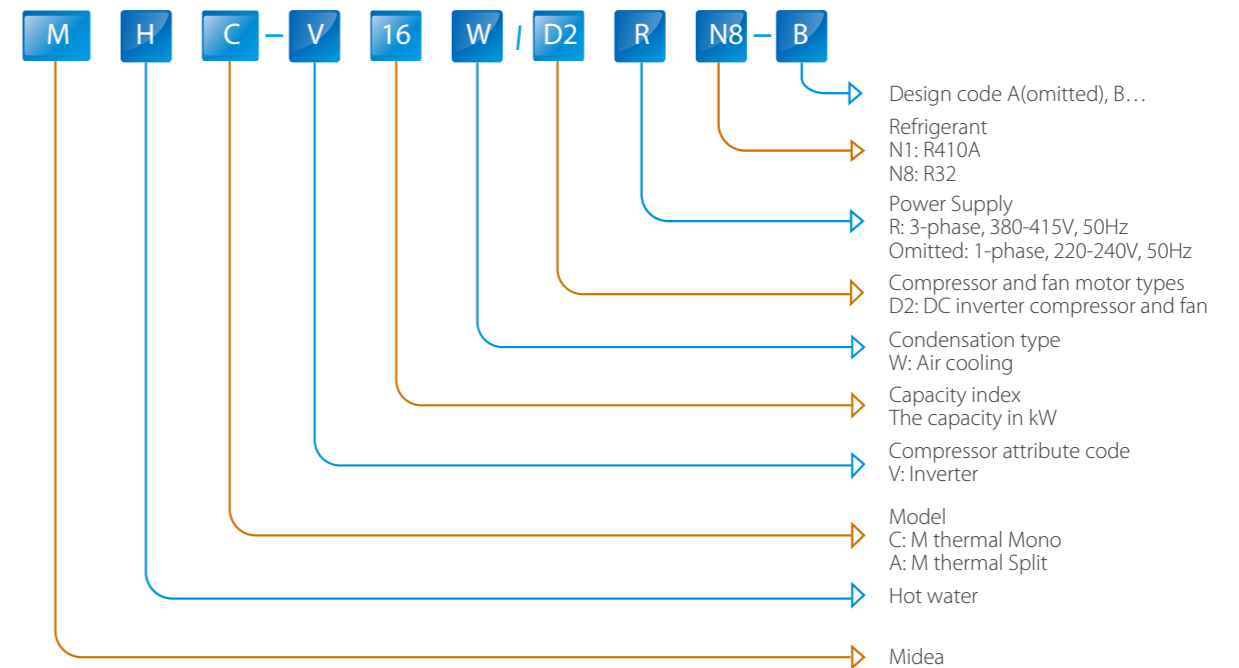 M H C – V 16 W / D2 R N8 – B
Design code A(omitted), B…
Refrigerant
N1: R410A
N8: R32
Power Supply
R: 3-phase, 380-415V, 50Hz
Omitted: 1-phase, 220-240V, 50Hz
Compressor and fan motor types
D2: DC inverter compressor and fan
Condensation type
W: Air cooling
Capacity index
The capacity in kW
Compressor attribute code
V: Inverter
Model
C: M thermal Mono
A: M thermal Split
Hot water
Midea